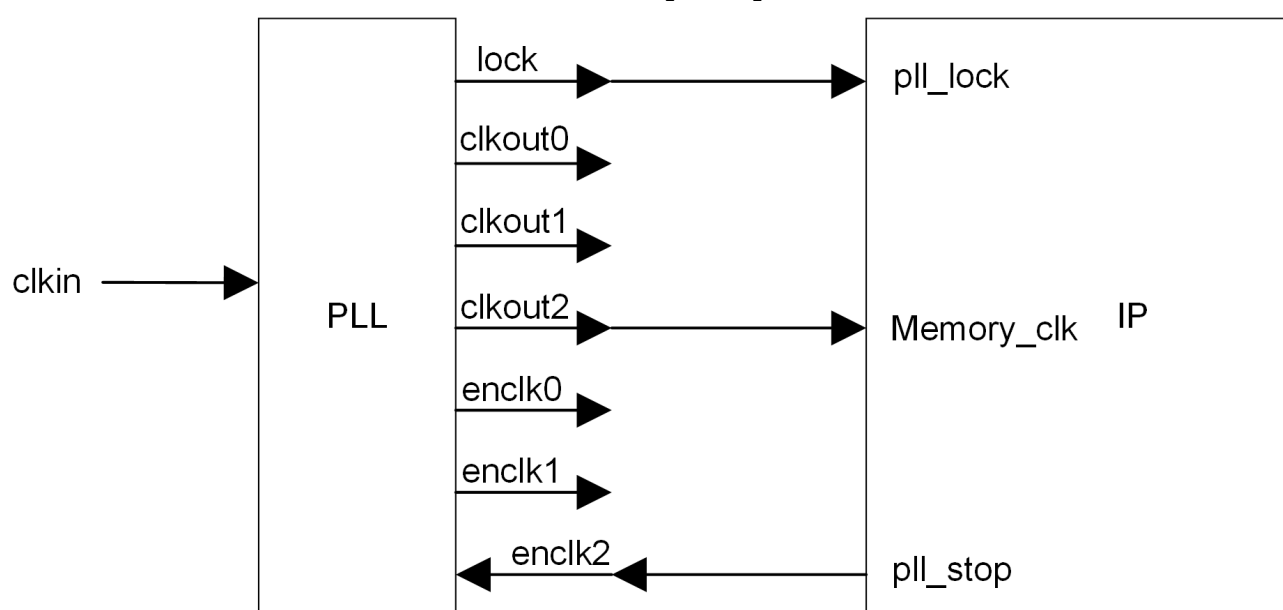 lock
pll_lock
clkout0
clkout1
clkin
PLL
clkout2
Memory_clk
IP
enclk0
enclk1
enclk2
pll_stop